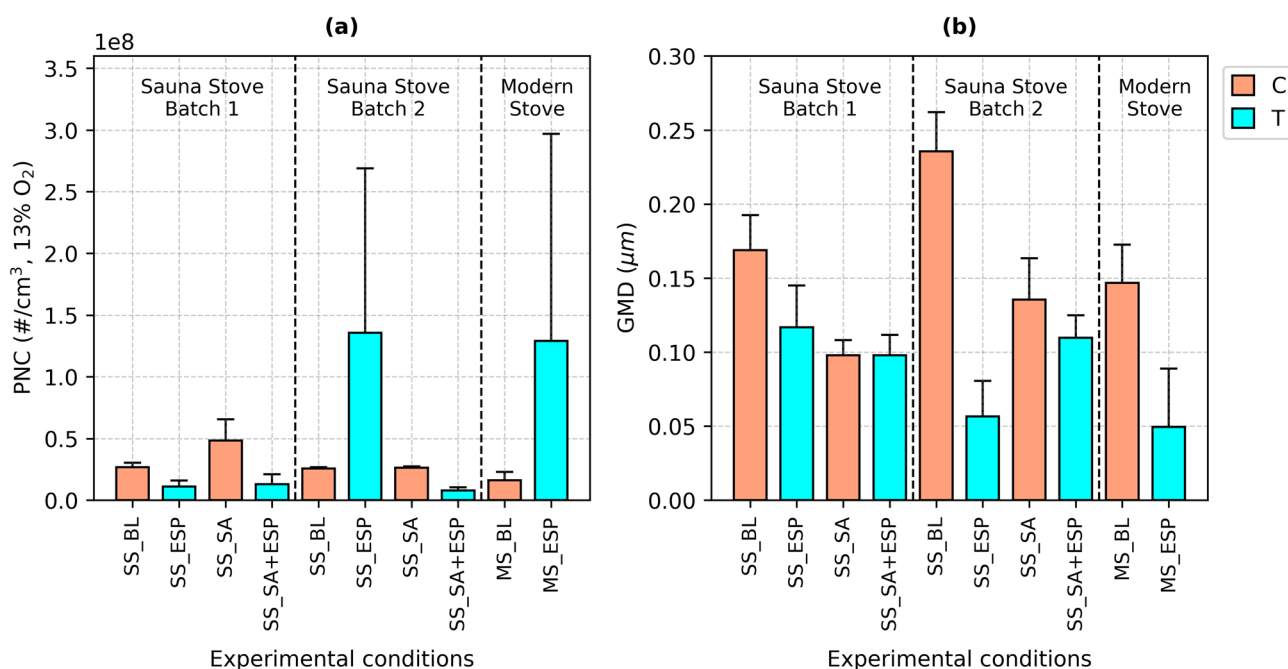 (a)
1e8
PNC (#/cm³, 13% O₂)
3.5
3.0
2.5
2.0
1.5
1.0
0.5
0.0
Sauna Stove
Batch 1
Sauna Stove
Batch 2
Modern
Stove
SS_BL
SS_ESP
SS_SA
SS_SA+ESP
SS_BL
SS_ESP
SS_SA
SS_SA+ESP
MS_BL
MS_ESP
Experimental conditions
(b)
GMD (μm)
0.30
0.25
0.20
0.15
0.10
0.05
0.00
Sauna Stove
Batch 1
Sauna Stove
Batch 2
Modern
Stove
SS_BL
SS_ESP
SS_SA
SS_SA+ESP
SS_BL
SS_ESP
SS_SA
SS_SA+ESP
MS_BL
MS_ESP
Experimental conditions
C
T